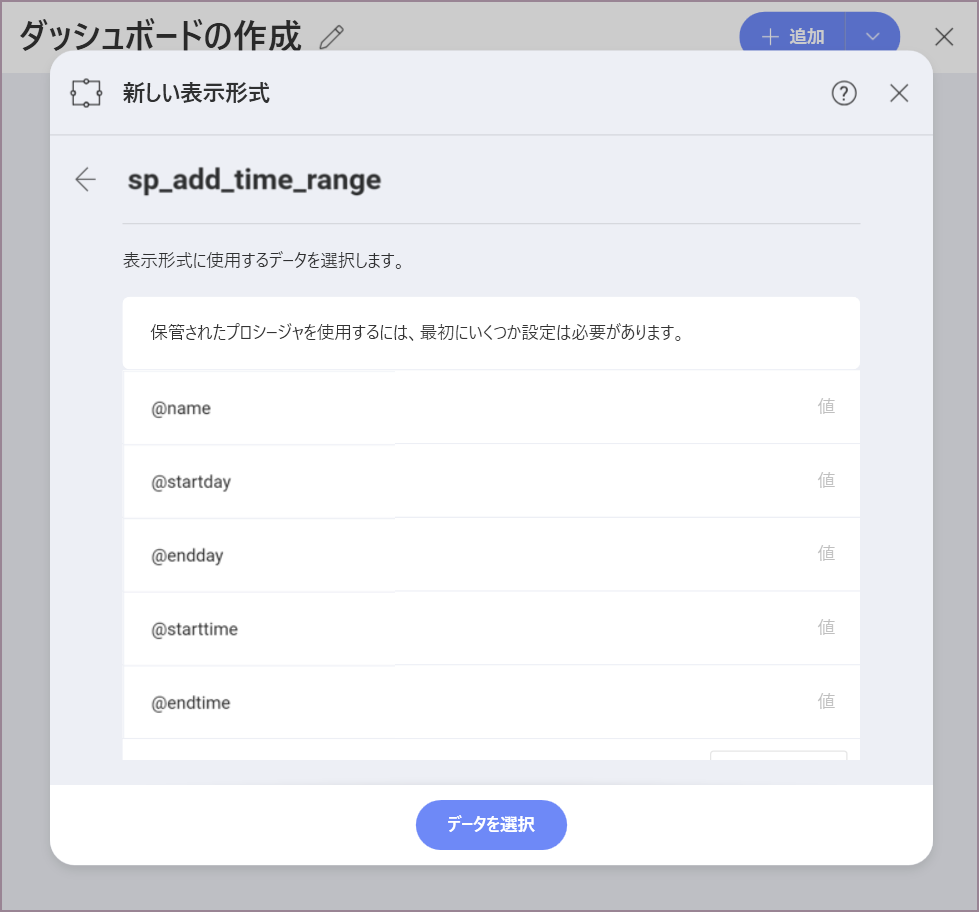 ダッシュボードの作成
追加
新しい表示形式
sp_add_time_range
表示形式に使用するデータを選択します。
保管されたプロシージャを使用するには、最初にいくつか設定は必要があります。
@name 値
@startday 値
@endday 値
@starttime 値
@endtime 値
データを選択